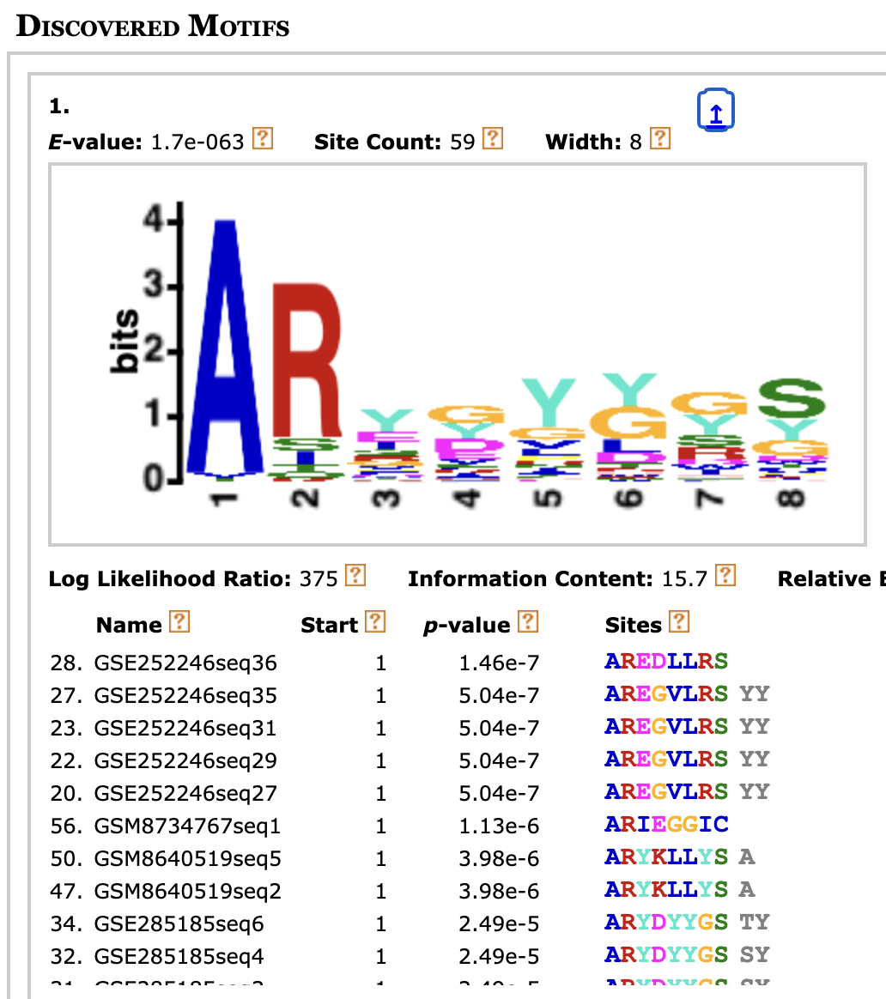 DISCOVERED MOTIFS
1.
E-value: 1.7e-063 ? Site Count: 59 ? Width: 8 ?
bits
4
3
2
1
0
1 2 3 4 5 6 7 8
Log Likelihood Ratio: 375 ? Information Content: 15.7 ? Relative
Name ? Start ? p-value ? Sites ?
28. GSE252246seq36 1 1.46e-7 AREDLLRS
27. GSE252246seq35 1 5.04e-7 AREGVLRS YY
23. GSE252246seq31 1 5.04e-7 AREGVLRS YY
22. GSE252246seq29 1 5.04e-7 AREGVLRS YY
20. GSE252246seq27 1 5.04e-7 AREGVLRS YY
56. GSM8734767seq1 1 1.13e-6 ARIEGGIC
50. GSM8640519seq5 1 3.98e-6 ARYKLLYS A
47. GSM8640519seq2 1 3.98e-6 ARYKLLYS A
34. GSE285185seq6 1 2.49e-5 ARYDYYGS TY
32. GSE285185seq4 1 2.49e-5 ARYDYYGS SY